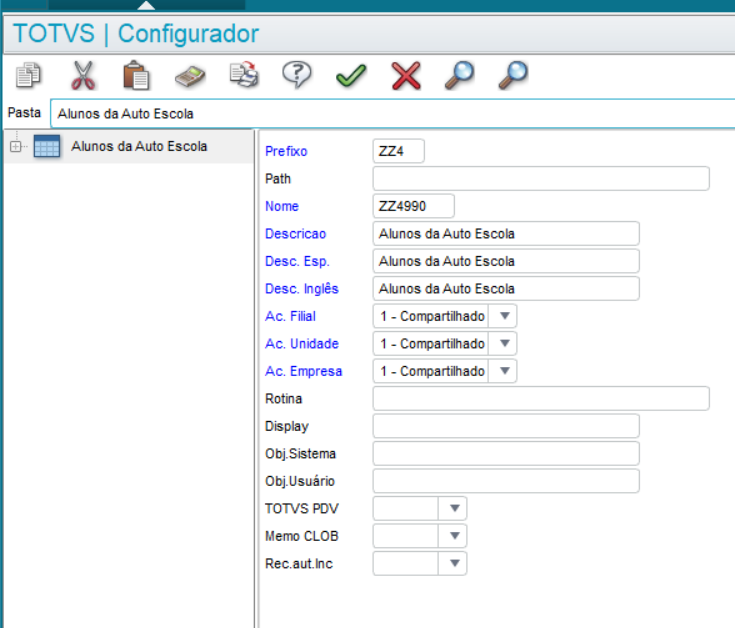 TOTVS | Configurador
Pasta Alunos da Auto Escola
Alunos da Auto Escola
Prefixo ZZ4
Path
Nome ZZ4990
Descricao Alunos da Auto Escola
Desc. Esp. Alunos da Auto Escola
Desc. Inglês Alunos da Auto Escola
Ac. Filial 1 - Compartilhado
Ac. Unidade 1 - Compartilhado
Ac. Empresa 1 - Compartilhado
Rotina
Display
Obj.Sistema
Obj.Usuário
TOTVS PDV
Memo CLOB
Rec.aut.Inc